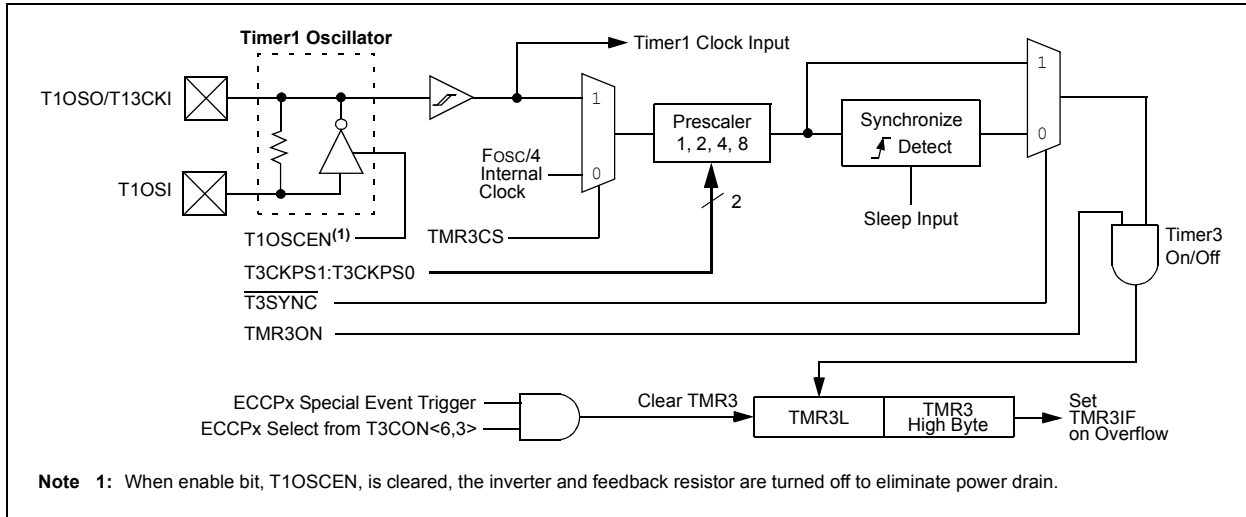 Timer1 Oscillator
Timer1 Clock Input
T1OSO/T13CKI
1
Prescaler
1, 2, 4, 8
Synchronize
Detect
1
0
FOSC/4
Internal
Clock
0
T1OSI
2
Sleep Input
T1OSCEN(1)
TMR3CS
Timer3
On/Off
T3CKPS1:T3CKPS0
T3SYNC
TMR3ON
ECCPx Special Event Trigger
ECCPx Select from T3CON<6,3>
Clear TMR3
TMR3L
TMR3
High Byte
Set
TMR3IF
on Overflow
Note 1: When enable bit, T1OSCEN, is cleared, the inverter and feedback resistor are turned off to eliminate power drain.